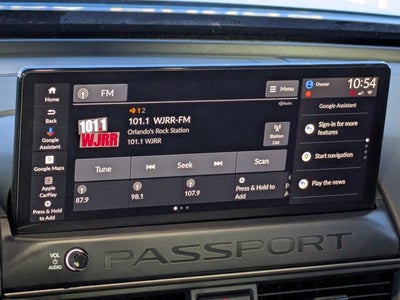 Home
Back
Google
Assistant
Google Maps
Apple
CarPlay
Press & Hold
to Add
FM
Menu
1 2
101.1 WJRR-FM
Orlando's Rock Station
101.1
WJRR
Radio
Station
List
Tune
Seek
Scan
87.9
98.1
107.9
Press & Hold
to Add
Owner
10:54
Google Assistant
Sign-in for more
features
Start navigation
Play the news
VOL
AUDIO
PASSPORT